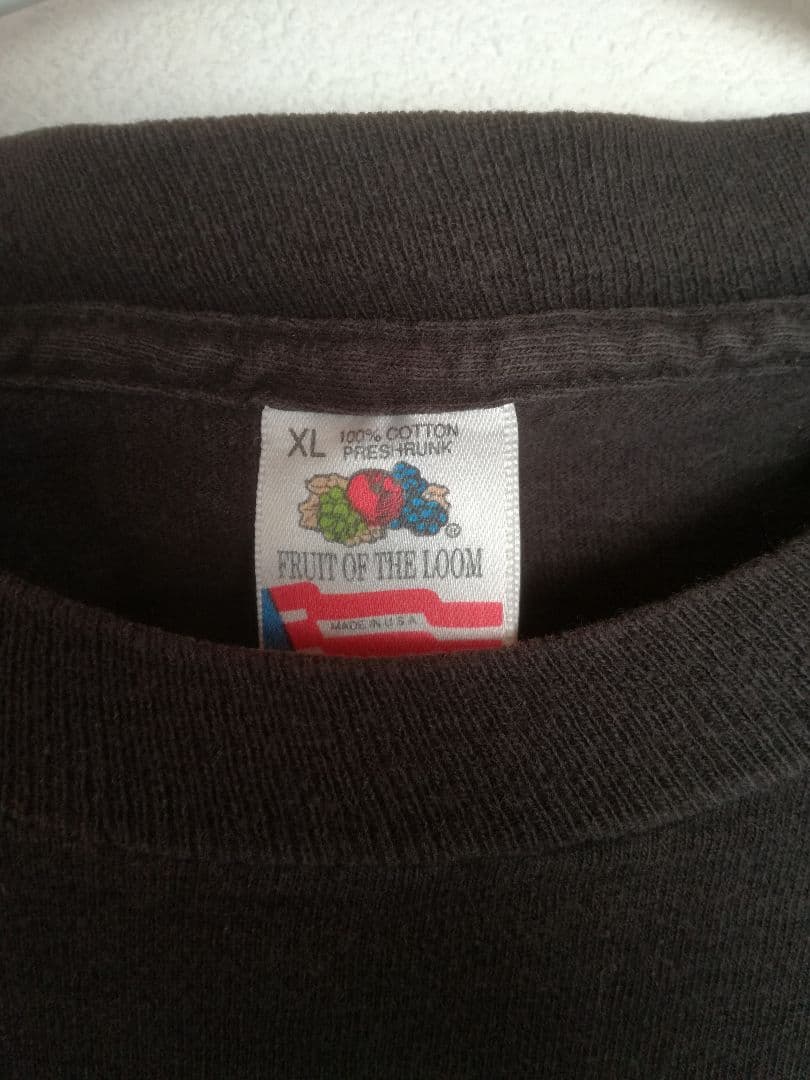 XL 100% COTTON
PRESHRUNK
®
FRUIT OF THE LOOM
MADE IN U S A